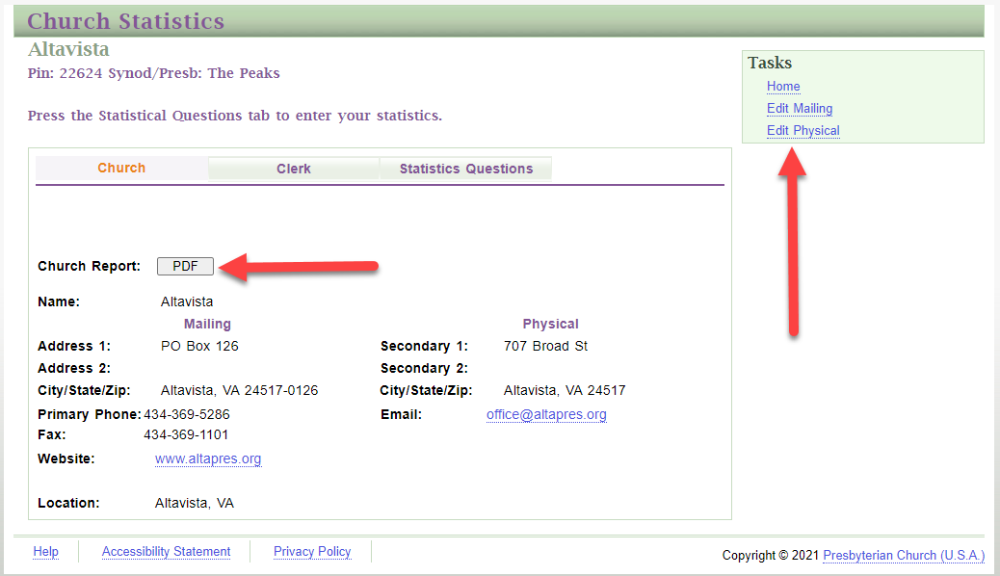 Church Statistics
Altavista
Pin: 22624 Synod/Presb: The Peaks
Press the Statistical Questions tab to enter your statistics.
Tasks
Home
Edit Mailing
Edit Physical
Church Clerk Statistics Questions
Church Report: PDF
Name: Altavista
Mailing Physical
Address 1: PO Box 126 Secondary 1: 707 Broad St
Address 2: Secondary 2:
City/State/Zip: Altavista, VA 24517-0126 City/State/Zip: Altavista, VA 24517
Primary Phone: 434-369-5286 Email: office@altapres.org
Fax: 434-369-1101
Website: www.altapres.org
Location: Altavista, VA
Help Accessibility Statement Privacy Policy
Copyright © 2021 Presbyterian Church (U.S.A.)